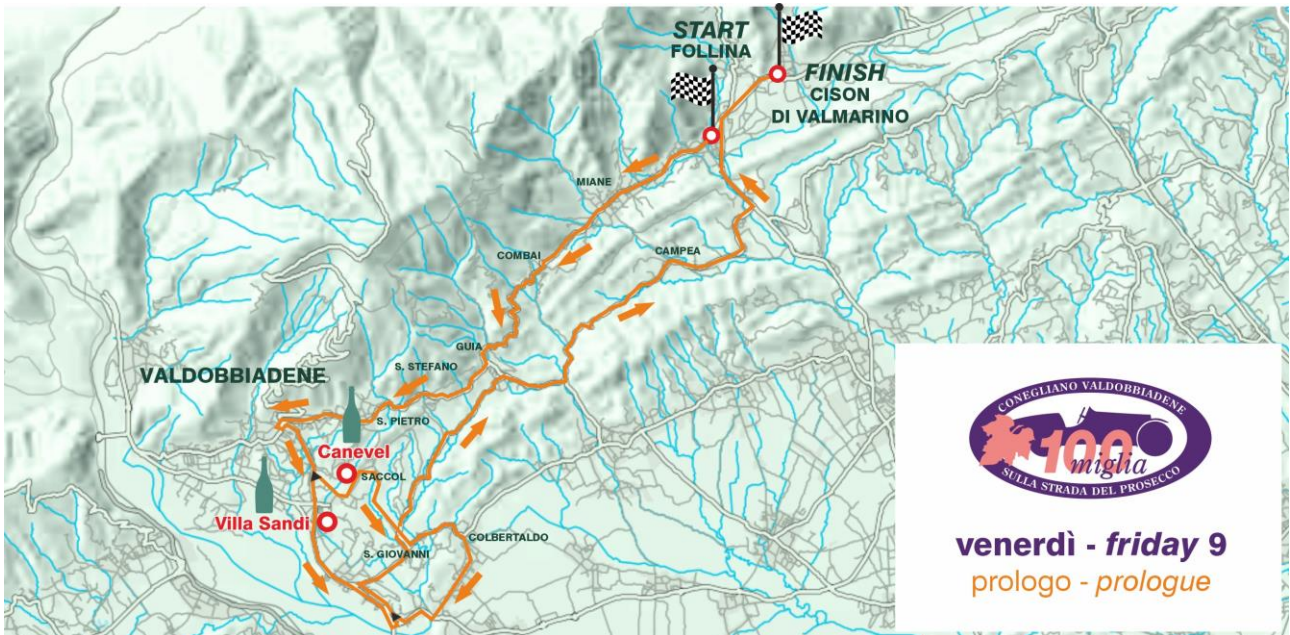 START
FOLLINA
FINISH
CISON
DI VALMARINO
MIANE
COMBAI
CAMPEA
GUIA
S. STEFANO
VALDOBBIADENE
S. PIETRO
Canevel
SACCOL
Villa Sandi
S. GIOVANNI
COLBERTALDO
CONEGLIANO VALDOBBIADENE
100
miglia
SULLA STRADA DEL PROSECCO
venerdì - friday 9
prologo - prologue